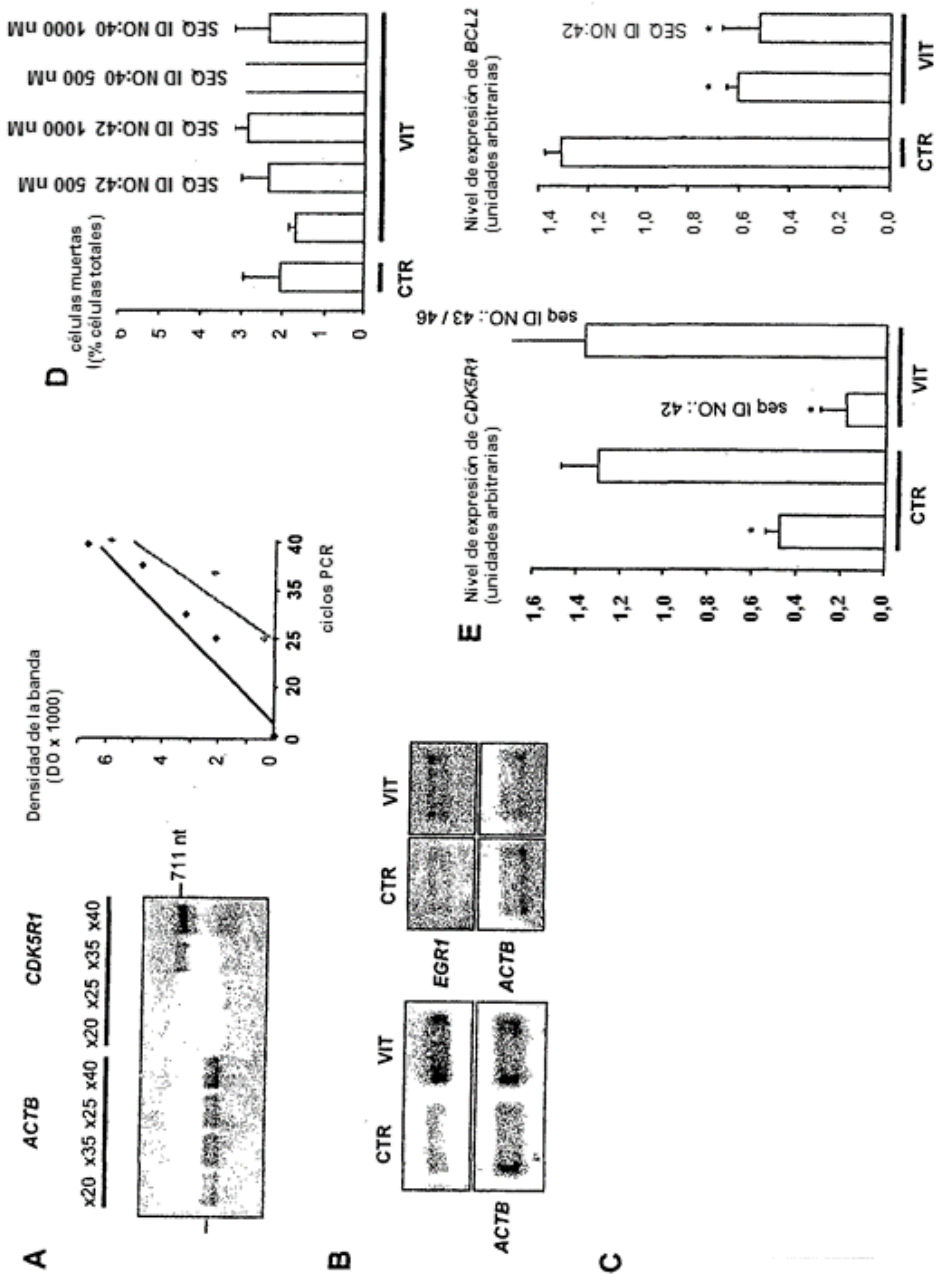 A
ACTB CDK5R1
x20 x35 x25 x40 x20 x25 x35 x40
711 nt
Densidad de la banda
(DO x 1000)
6
4
2
0
0 20 25 35 40
ciclos PCR
B
CTR VIT
ACTB
CTR VIT
EGR1
ACTB
C
D
células muertas
(% células totales)
6
5
4
3
2
1
0
SEQ ID NO:42 500 nM
SEQ ID NO:42 1000 nM
SEQ ID NO:40 500 nM
SEQ ID NO:40 1000 nM
CTR VIT
E
Nivel de expresión de CDK5R1
(unidades arbitrarias)
1,6
1,4
1,2
1,0
0,8
0,6
0,4
0,2
0,0
*
seq ID NO.: 42
*
seq ID NO.: 43 / 46
CTR VIT
Nivel de expresión de BCL2
(unidades arbitrarias)
1,4
1,2
1,0
0,8
0,6
0,4
0,2
0,0
*
*
SEQ ID NO:42
CTR VIT